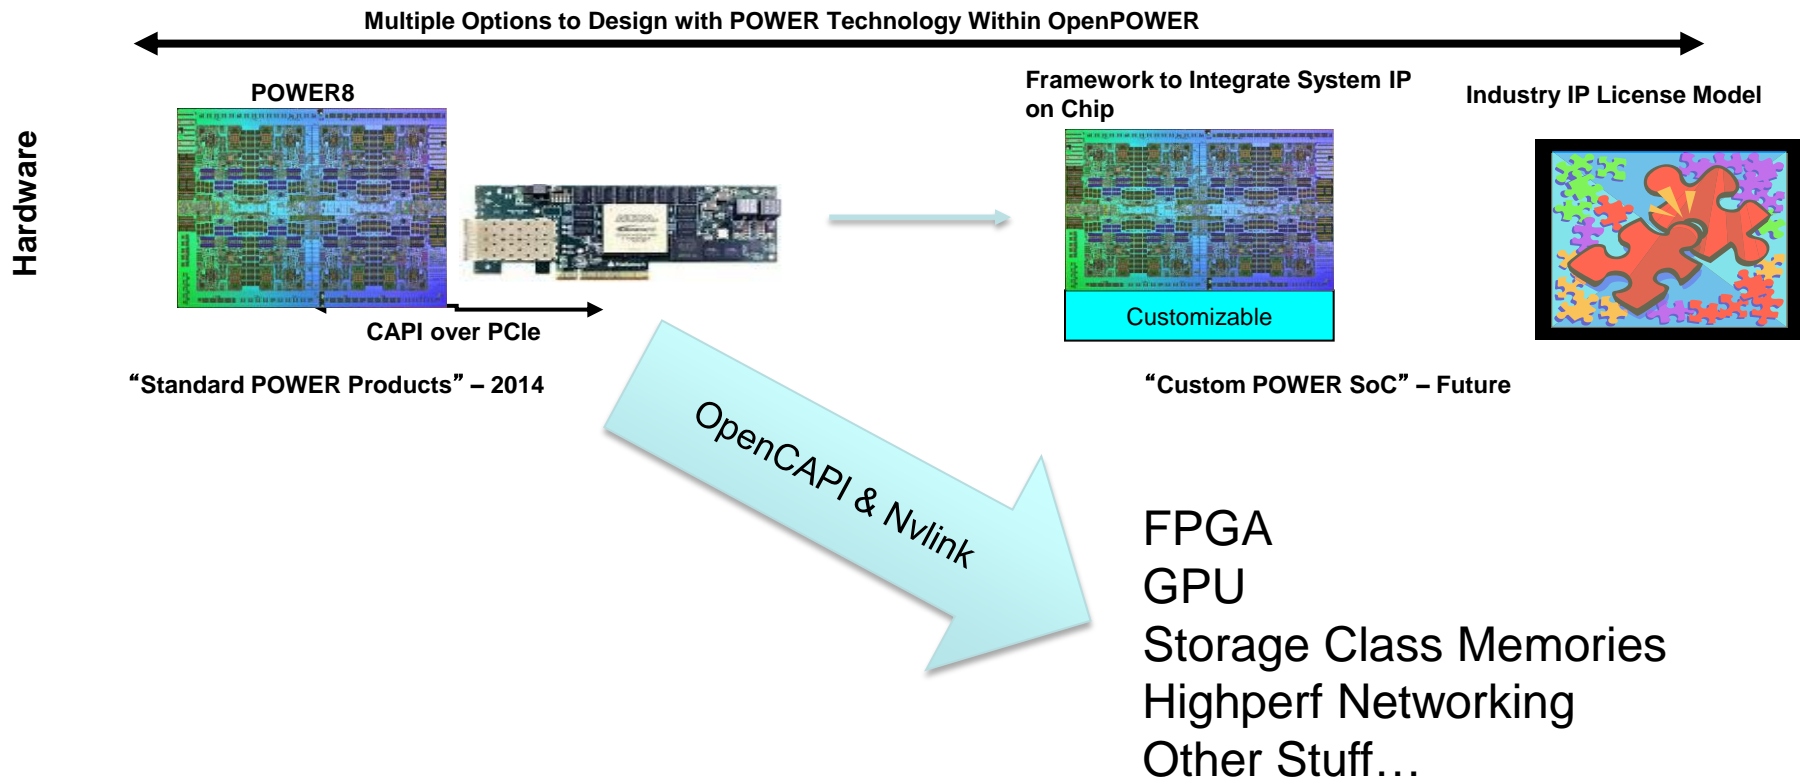 Multiple Options to Design with POWER Technology Within OpenPOWER
Hardware
POWER8
Framework to Integrate System IP
on Chip
Industry IP License Model
Customizable
CAPI over PCIe
“Standard POWER Products” – 2014
“Custom POWER SoC” – Future
OpenCAPI & Nvlink
FPGA
GPU
Storage Class Memories
Highperf Networking
Other Stuff…